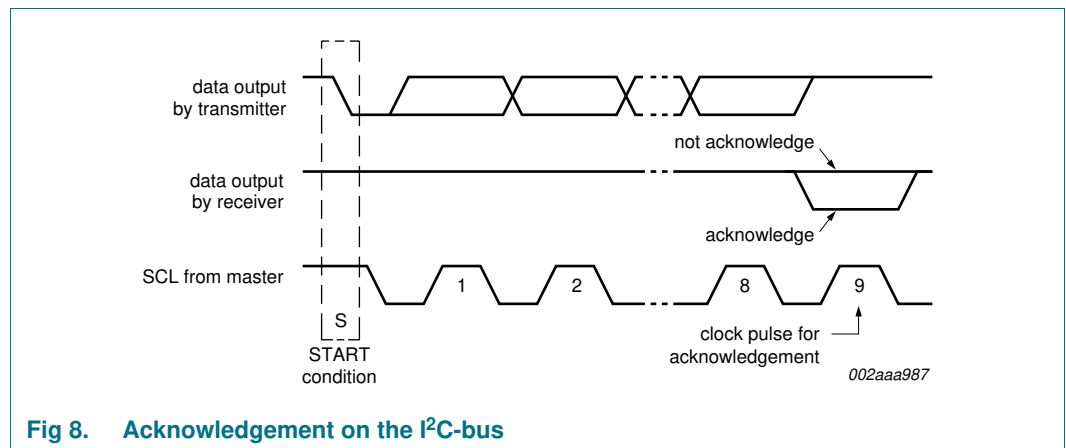 data output
by transmitter
not acknowledge
data output
by receiver
acknowledge
SCL from master
1
2
8
9
S
START
condition
clock pulse for
acknowledgement
002aaa987
Fig 8. Acknowledgement on the I²C-bus